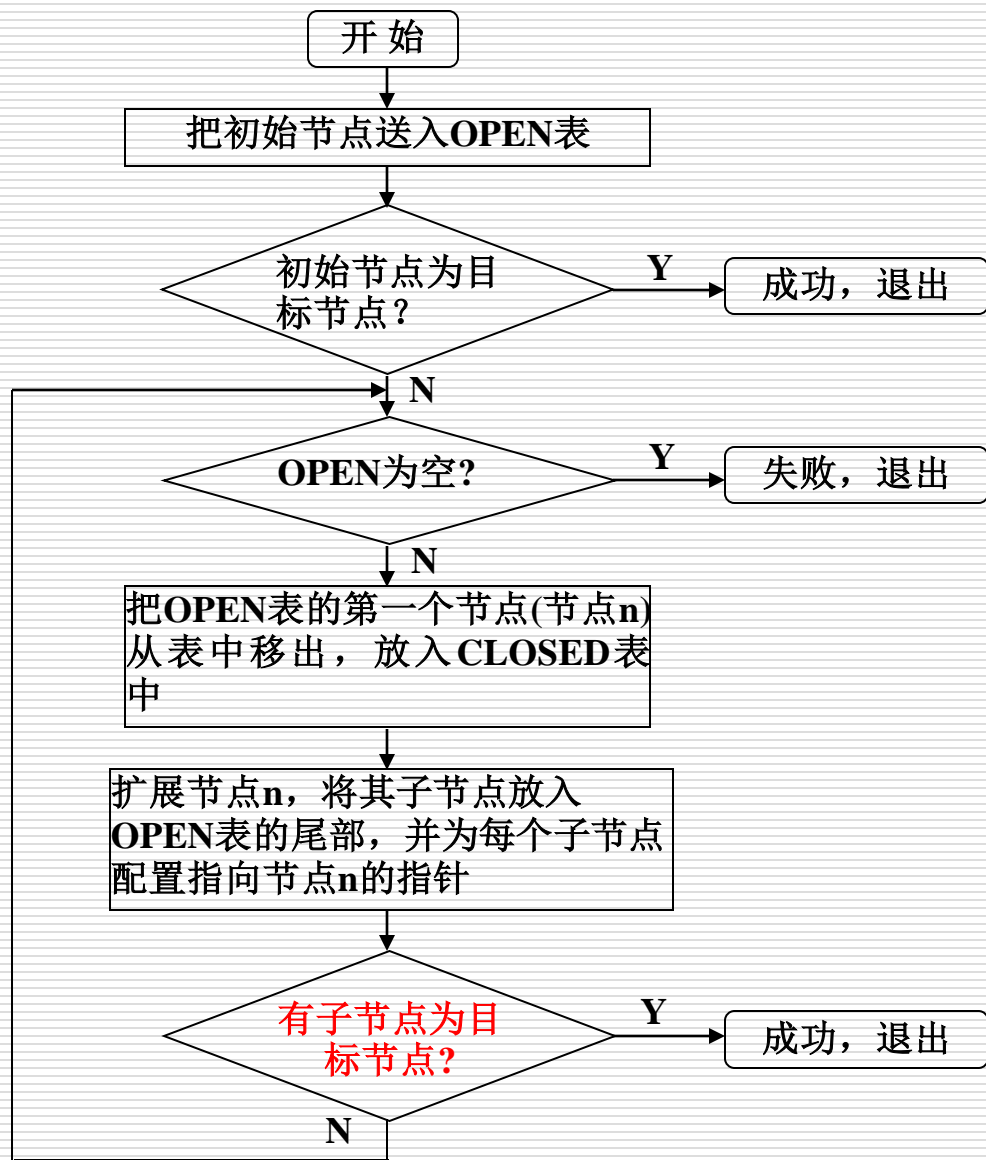 开 始
把初始节点送入OPEN表
初始节点为目
标节点？
Y
成功，退出
N
OPEN为空?
Y
失败，退出
N
把OPEN表的第一个节点(节点n)
从表中移出，放入CLOSED表
中
扩展节点n，将其子节点放入
OPEN表的尾部，并为每个子节点
配置指向节点n的指针
有子节点为目
标节点?
Y
成功，退出
N